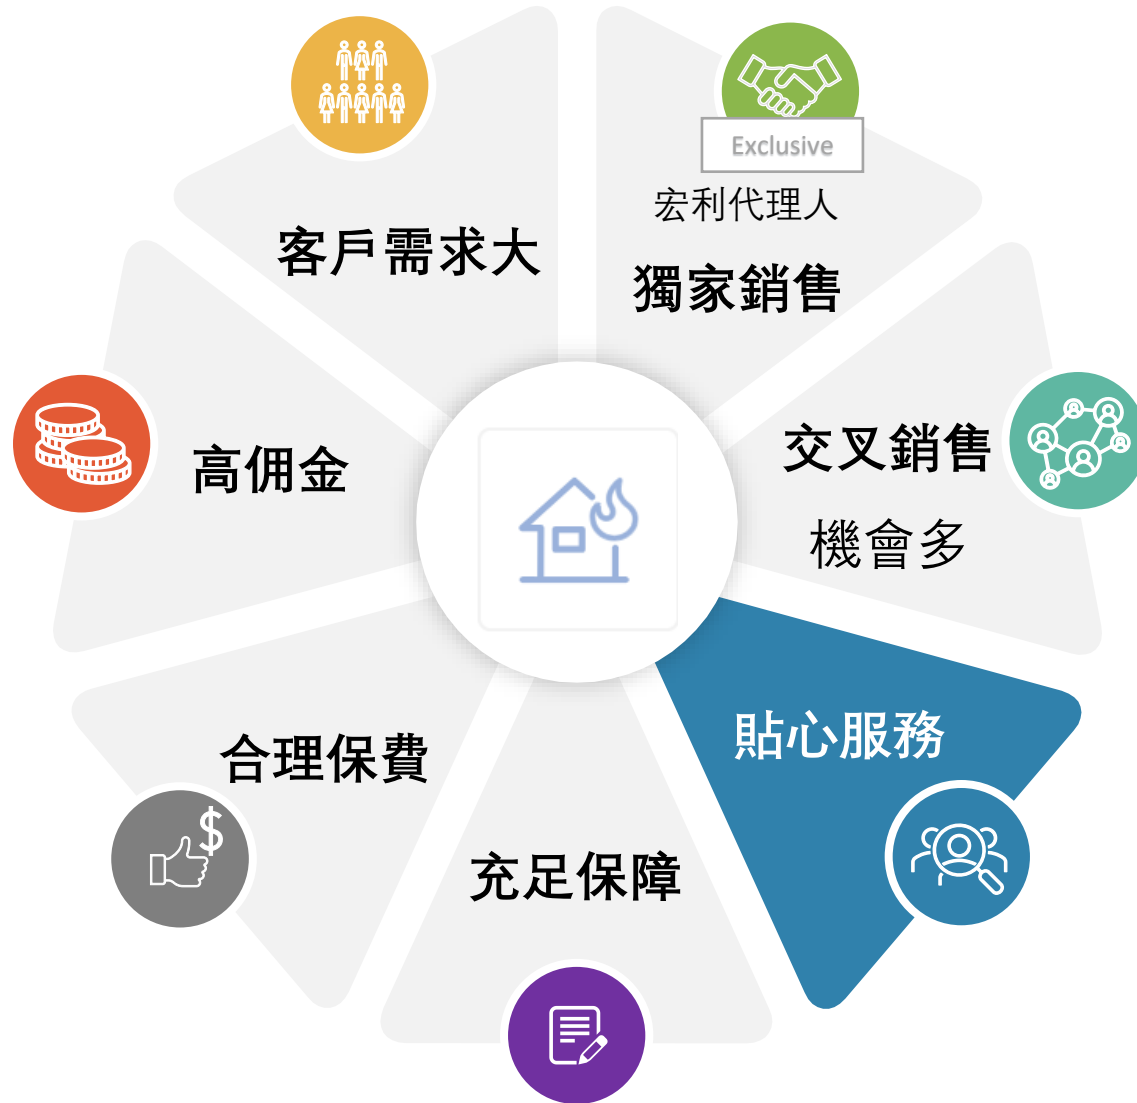 Exclusive
宏利代理人
獨家銷售
交叉銷售
機會多
貼心服務
充足保障
合理保費
$
高佣金
客戶需求大